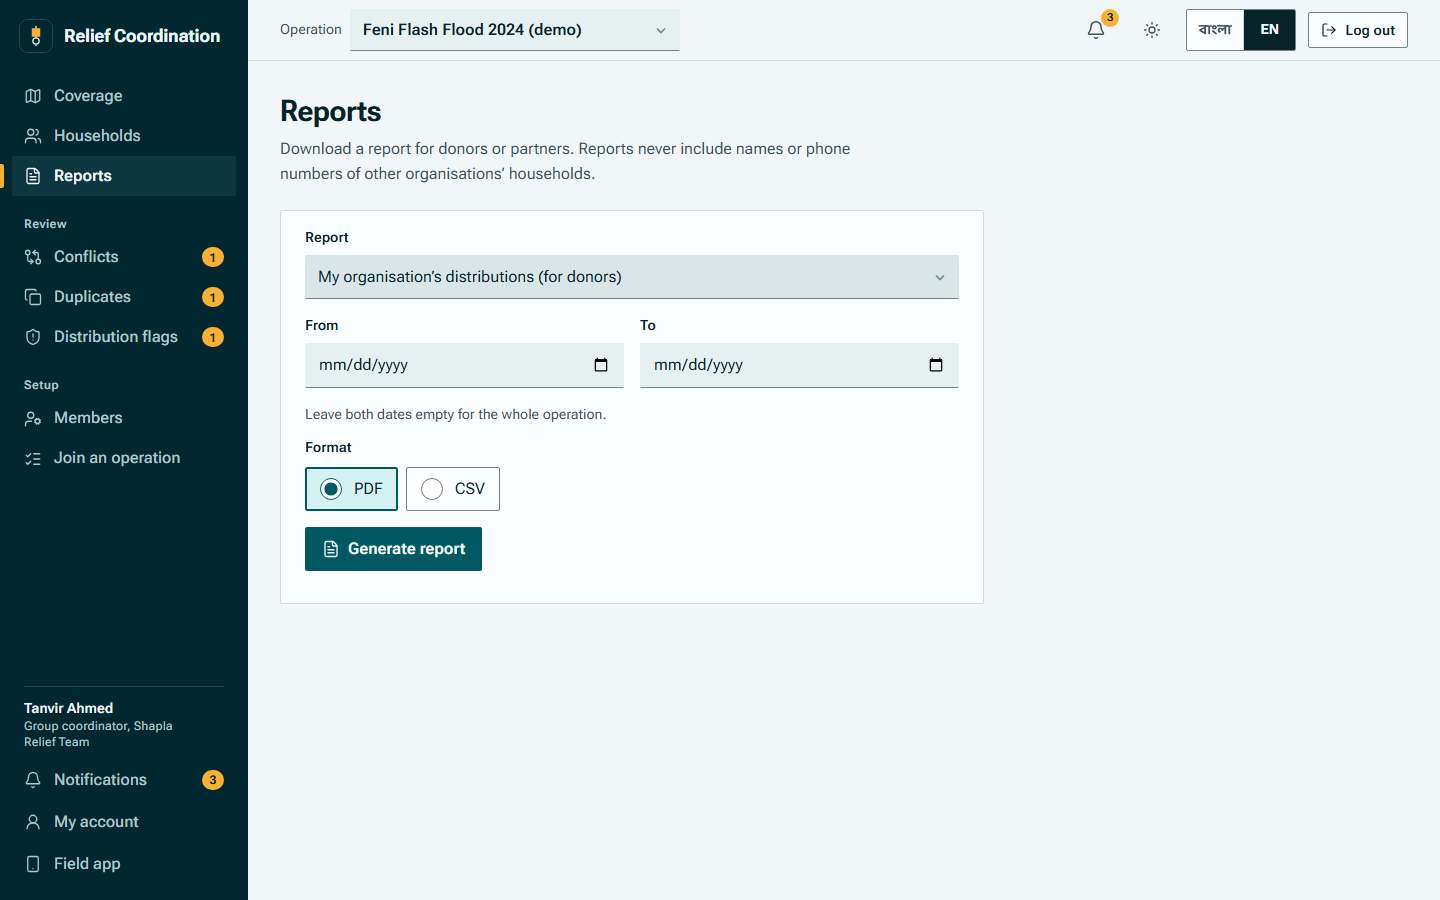 Relief Coordination
Coverage
Households
Reports
Review
Conflicts 1
Duplicates 1
Distribution flags 1
Setup
Members
Join an operation
Tanvir Ahmed
Group coordinator, Shapla
Relief Team
Notifications 3
My account
Field app
Operation Feni Flash Flood 2024 (demo) 3 বাংলা EN Log out
Reports
Download a report for donors or partners. Reports never include names or phone
numbers of other organisations’ households.
Report
My organisation’s distributions (for donors)
From To
mm/dd/yyyy mm/dd/yyyy
Leave both dates empty for the whole operation.
Format
PDF CSV
Generate report